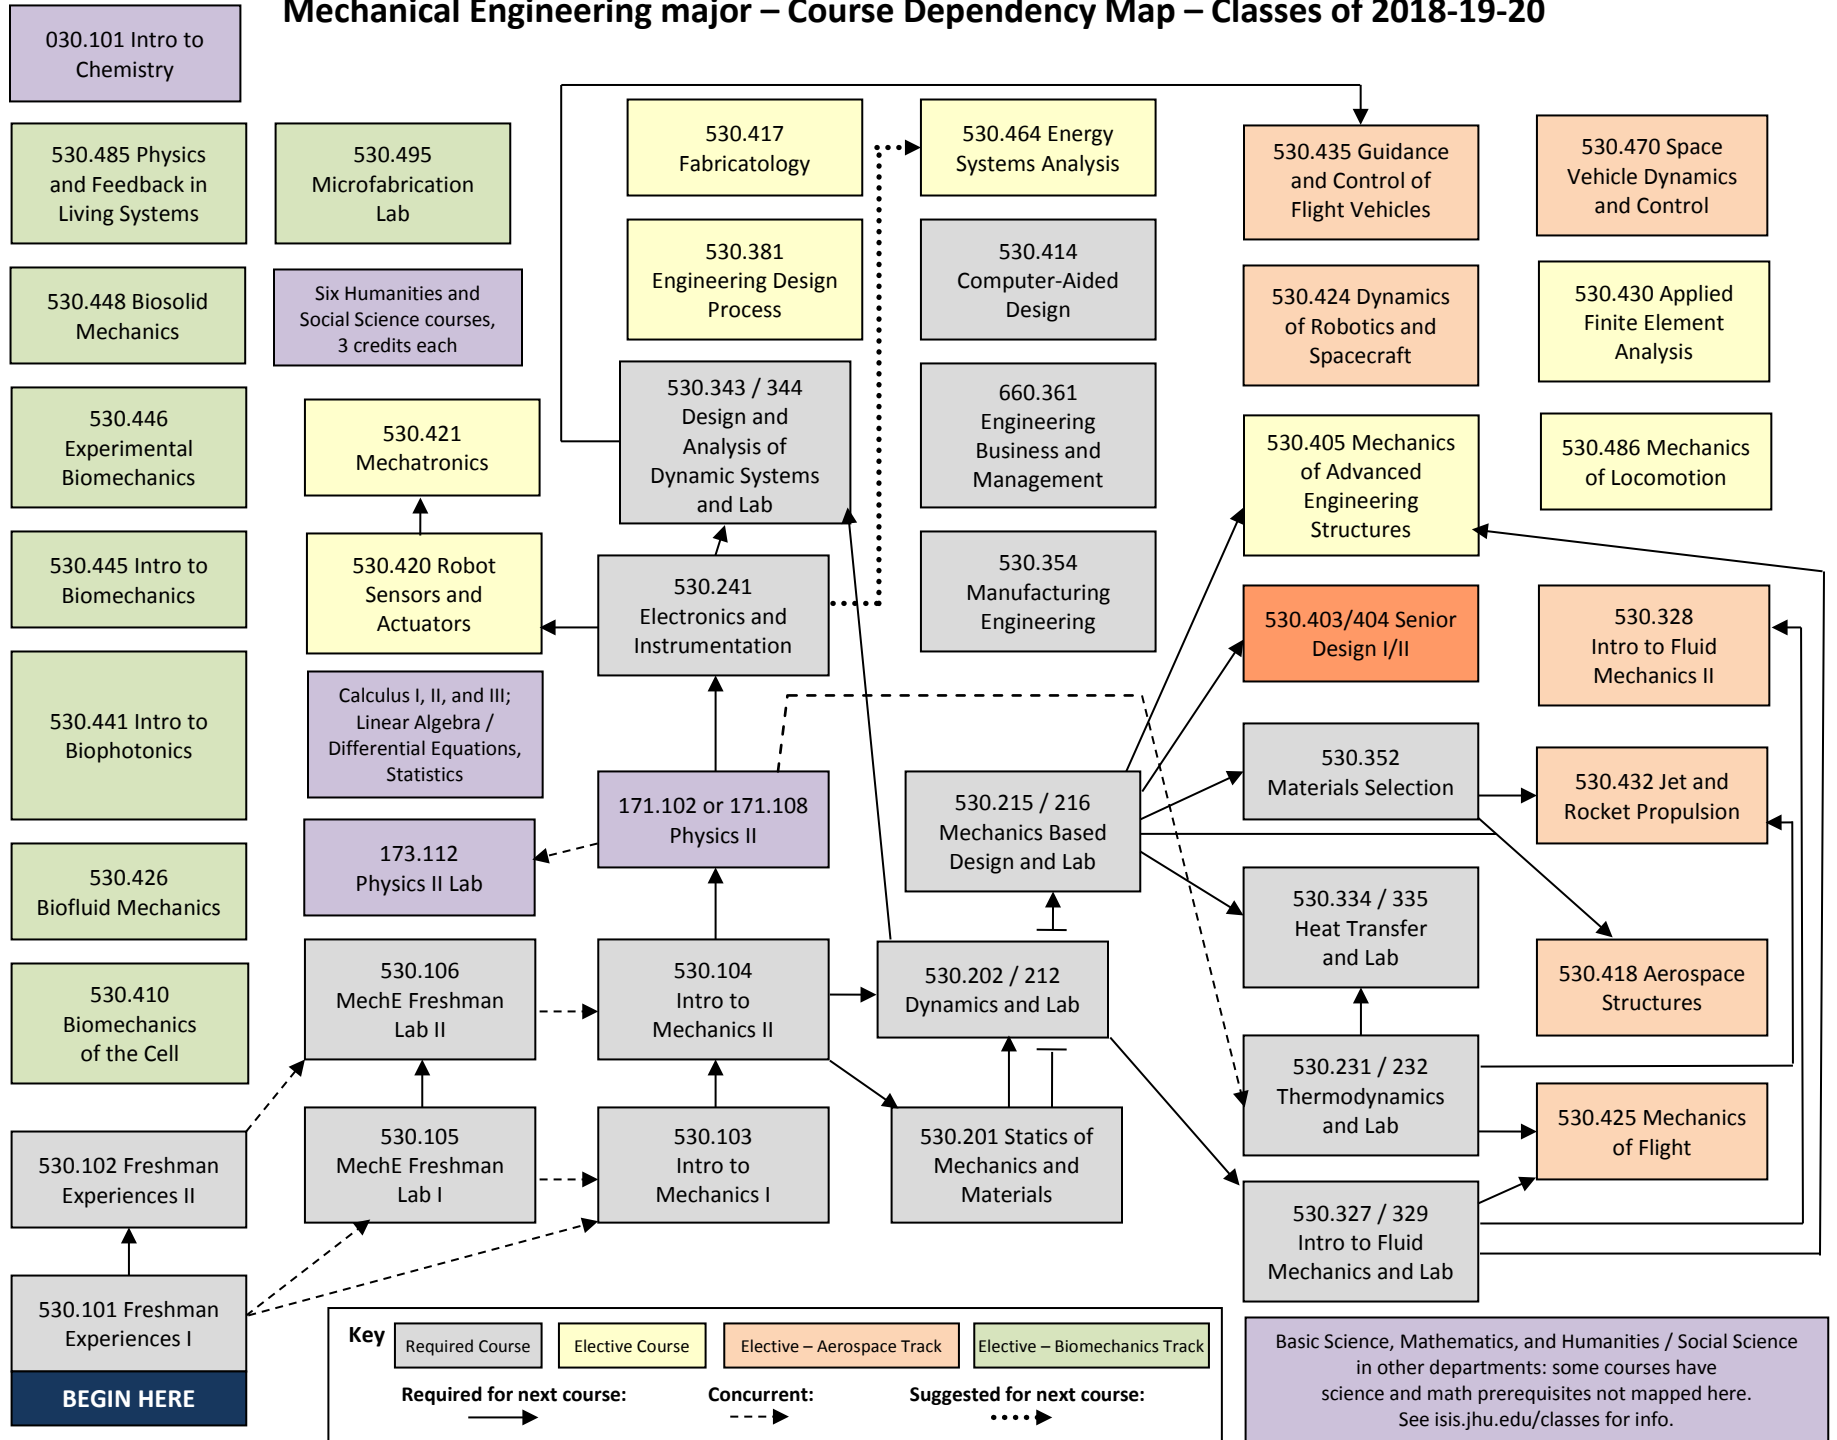 Mechanical Engineering major – Course Dependency Map – Classes of 2018-19-20
030.101 Intro to
Chemistry
530.485 Physics
and Feedback in
Living Systems
530.448 Biosolid
Mechanics
530.446
Experimental
Biomechanics
530.445 Intro to
Biomechanics
530.441 Intro to
Biophotonics
530.426
Biofluid Mechanics
530.410
Biomechanics
of the Cell
530.102 Freshman
Experiences II
530.101 Freshman
Experiences I
BEGIN HERE
530.495
Microfabrication
Lab
Six Humanities and
Social Science courses,
3 credits each
530.421
Mechatronics
530.420 Robot
Sensors and
Actuators
Calculus I, II, and III;
Linear Algebra /
Differential Equations,
Statistics
173.112
Physics II Lab
530.106
MechE Freshman
Lab II
530.105
MechE Freshman
Lab I
530.417
Fabricatology
530.381
Engineering Design
Process
530.343 / 344
Design and
Analysis of
Dynamic Systems
and Lab
530.241
Electronics and
Instrumentation
171.102 or 171.108
Physics II
530.104
Intro to
Mechanics II
530.103
Intro to
Mechanics I
530.464 Energy
Systems Analysis
530.414
Computer-Aided
Design
660.361
Engineering
Business and
Management
530.354
Manufacturing
Engineering
530.215 / 216
Mechanics Based
Design and Lab
530.202 / 212
Dynamics and Lab
530.201 Statics of
Mechanics and
Materials
530.435 Guidance
and Control of
Flight Vehicles
530.424 Dynamics
of Robotics and
Spacecraft
530.405 Mechanics
of Advanced
Engineering
Structures
530.403/404 Senior
Design I/II
530.352
Materials Selection
530.334 / 335
Heat Transfer
and Lab
530.231 / 232
Thermodynamics
and Lab
530.327 / 329
Intro to Fluid
Mechanics and Lab
530.470 Space
Vehicle Dynamics
and Control
530.430 Applied
Finite Element
Analysis
530.486 Mechanics
of Locomotion
530.328
Intro to Fluid
Mechanics II
530.432 Jet and
Rocket Propulsion
530.418 Aerospace
Structures
530.425 Mechanics
of Flight
Key
Required Course
Elective Course
Elective – Aerospace Track
Elective – Biomechanics Track
Required for next course:
Concurrent:
Suggested for next course:
Basic Science, Mathematics, and Humanities / Social Science
in other departments: some courses have
science and math prerequisites not mapped here.
See isis.jhu.edu/classes for info.